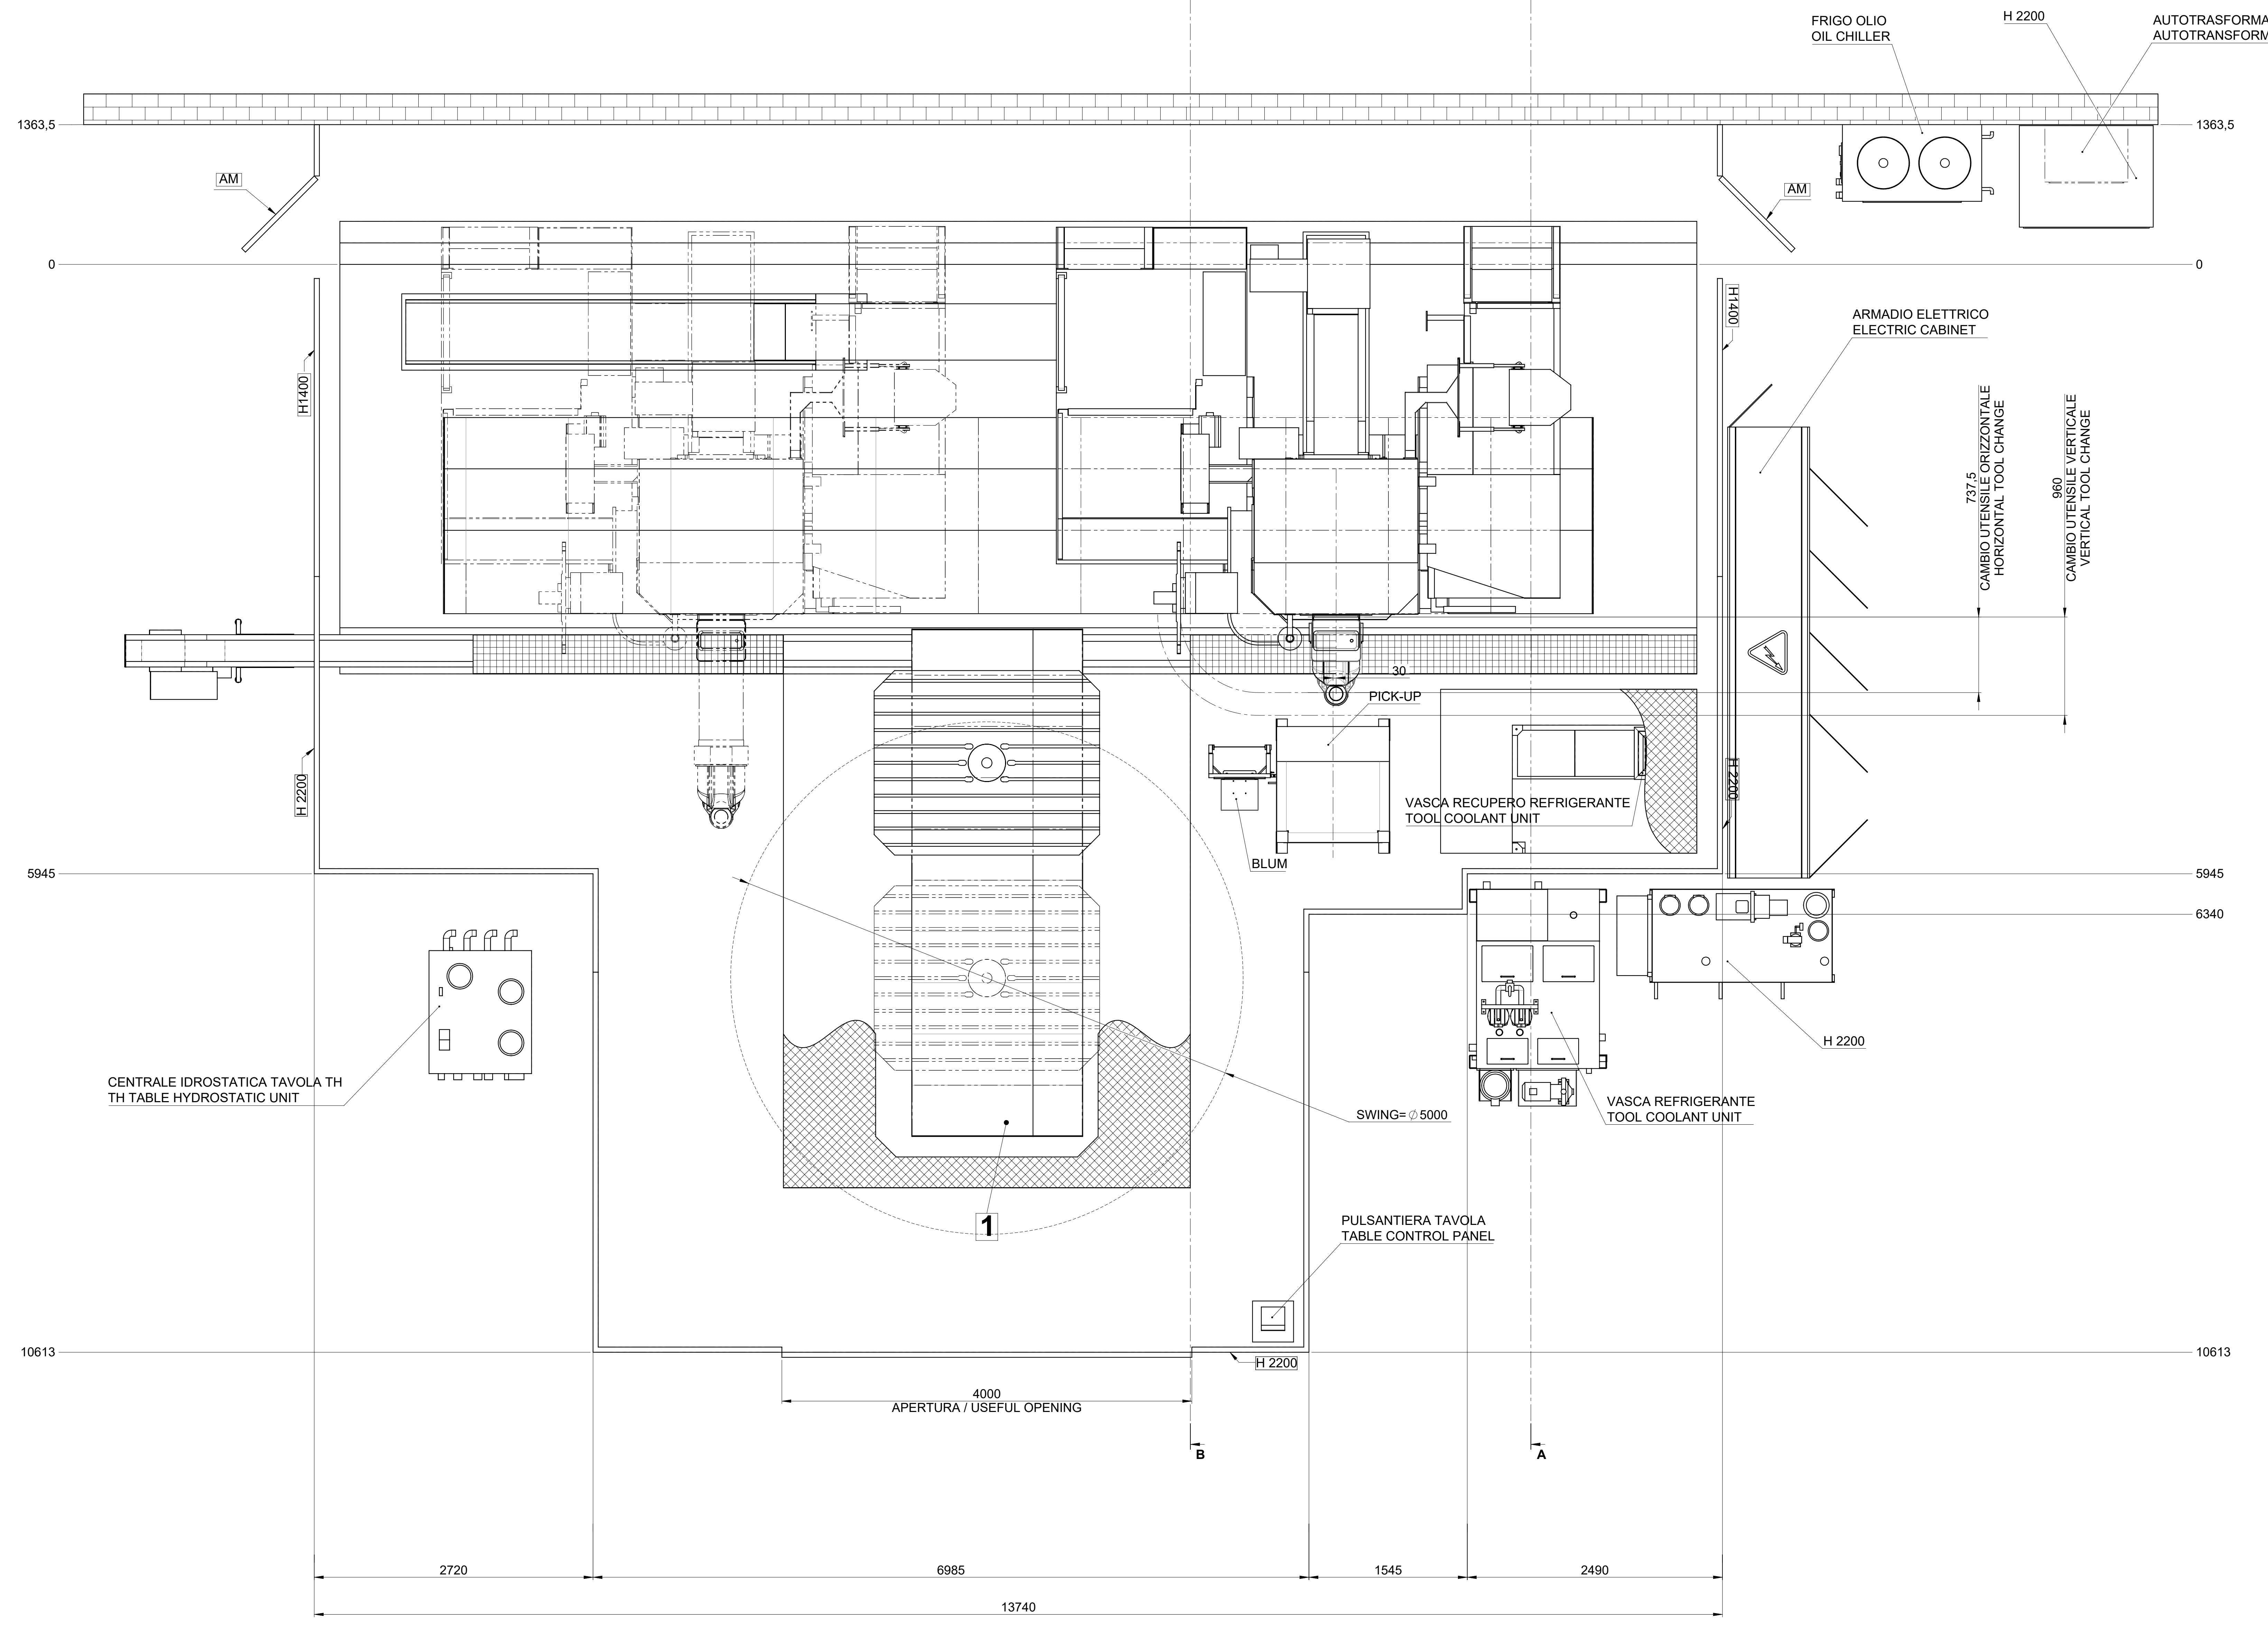 FRIGO OLIO
OIL CHILLER
H 2200
AUTOTRASFORMA
AUTOTRANSFORM
1363,5
1363,5
AM
AM
0
0
H1400
H1400
ARMADIO ELETTRICO
ELECTRIC CABINET
737,5
CAMBIO UTENSILE ORIZZONTALE
HORIZONTAL TOOL CHANGE
960
CAMBIO UTENSILE VERTICALE
VERTICAL TOOL CHANGE
30
PICK-UP
H 2200
H 2200
VASCA RECUPERO REFRIGERANTE
TOOL COOLANT UNIT
BLUM
5945
5945
6340
H 2200
CENTRALE IDROSTATICA TAVOLA TH
TH TABLE HYDROSTATIC UNIT
SWING= ∅ 5000
VASCA REFRIGERANTE
TOOL COOLANT UNIT
1
PULSANTIERA TAVOLA
TABLE CONTROL PANEL
10613
10613
H 2200
4000
APERTURA / USEFUL OPENING
B
A
2720
6985
1545
2490
13740